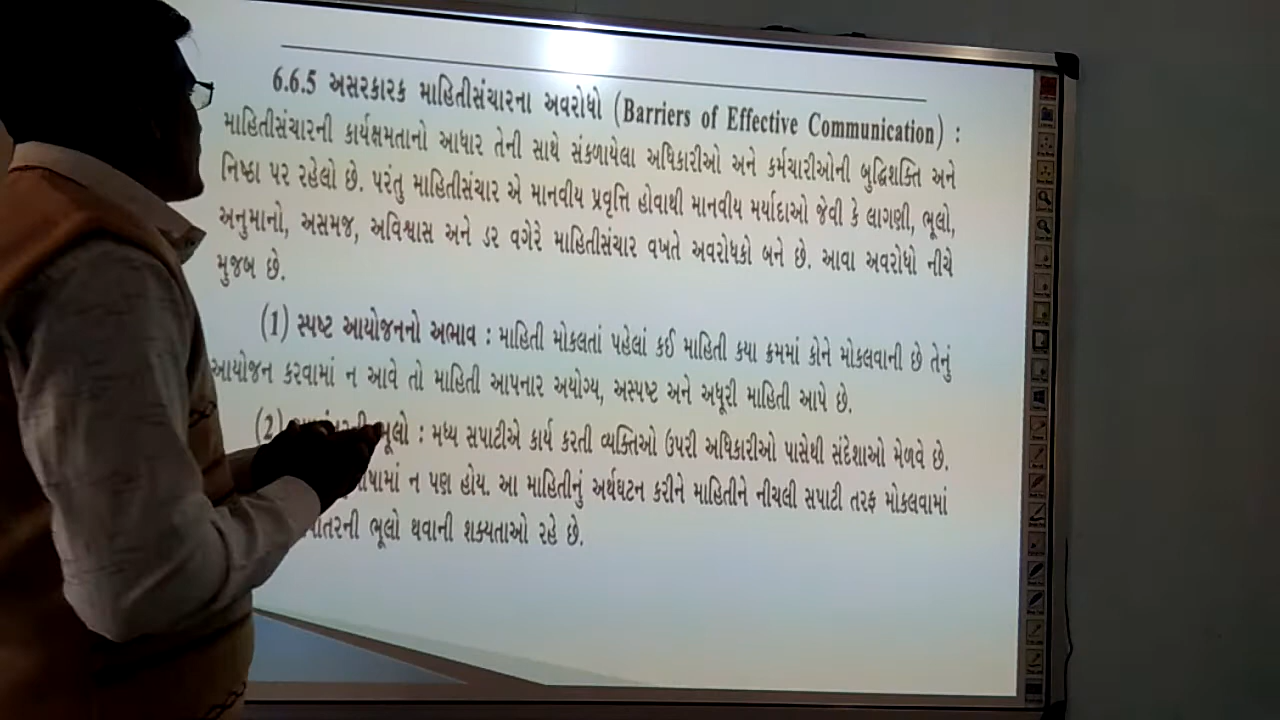 6.6.5 અસરકારક માહિતીસંચારના અવરોધો (Barriers of Effective Communication) :
માહિતીસંચારની કાર્યક્ષમતાનો આધાર તેની સાથે સંકળાયેલા અધિકારીઓ અને કર્મચારીઓની બુદ્ધિશક્તિ અને
નિષ્ઠા પર રહેલો છે. પરંતુ માહિતીસંચાર એ માનવીય પ્રવૃત્તિ હોવાથી માનવીય મર્યાદાઓ જેવી કે લાગણી, ભૂલો,
અનુમાનો, અસમજ, અવિશ્વાસ અને ડર વગેરે માહિતીસંચાર વખતે અવરોધકો બને છે. આવા અવરોધો નીચે
મુજબ છે.
(1) સ્પષ્ટ આયોજનનો અભાવ : માહિતી મોકલતાં પહેલાં કઈ માહિતી ક્યા ક્રમમાં કોને મોકલવાની છે તેનું
આયોજન કરવામાં ન આવે તો માહિતી આપનાર અયોગ્ય, અસ્પષ્ટ અને અધૂરી માહિતી આપે છે.
(2) ભૂલો : મધ્ય સપાટીએ કાર્ય કરતી વ્યક્તિઓ ઉપરી અધિકારીઓ પાસેથી સંદેશાઓ મેળવે છે.
ન પણ હોય. આ માહિતીનું અર્થઘટન કરીને માહિતીને નીચલી સપાટી તરફ મોકલવામાં
ભૂલો થવાની શક્યતાઓ રહે છે.